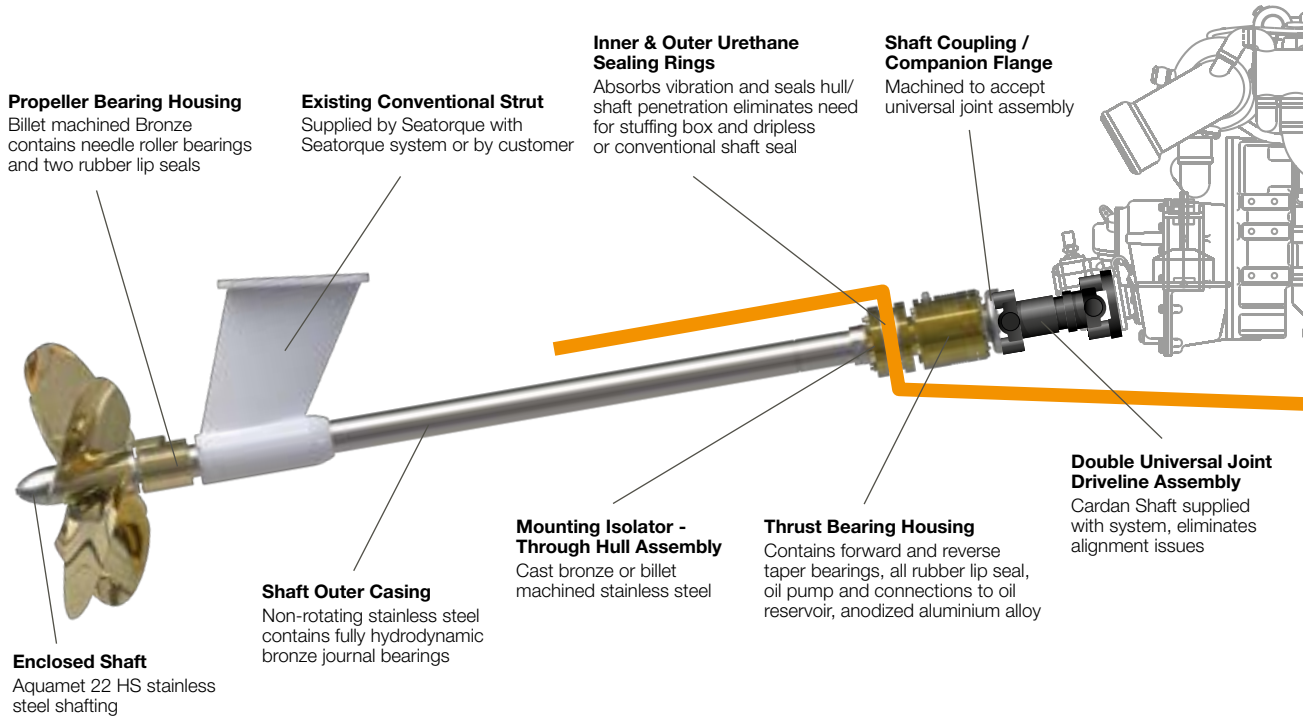 Propeller Bearing Housing
Billet machined Bronze
contains needle roller bearings
and two rubber lip seals
Existing Conventional Strut
Supplied by Seatorque with
Seatorque system or by customer
Inner & Outer Urethane
Sealing Rings
Absorbs vibration and seals hull/
shaft penetration eliminates need
for stuffing box and dripless
or conventional shaft seal
Shaft Coupling /
Companion Flange
Machined to accept
universal joint assembly
Enclosed Shaft
Aquamet 22 HS stainless
steel shafting
Shaft Outer Casing
Non-rotating stainless steel
contains fully hydrodynamic
bronze journal bearings
Mounting Isolator -
Through Hull Assembly
Cast bronze or billet
machined stainless steel
Thrust Bearing Housing
Contains forward and reverse
taper bearings, all rubber lip seal,
oil pump and connections to oil
reservoir, anodized aluminium alloy
Double Universal Joint
Driveline Assembly
Cardan Shaft supplied
with system, eliminates
alignment issues